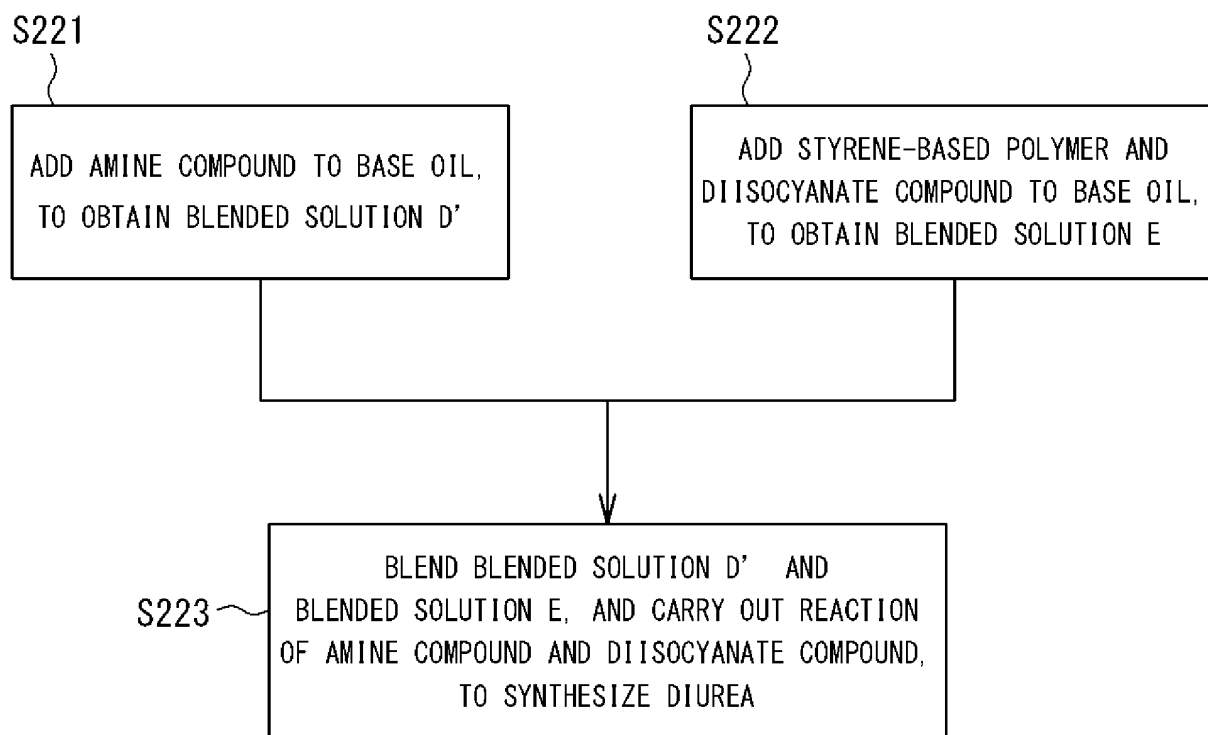 S221
ADD AMINE COMPOUND TO BASE OIL,
TO OBTAIN BLENDED SOLUTION D'
S222
ADD STYRENE-BASED POLYMER AND
DIISOCYANATE COMPOUND TO BASE OIL,
TO OBTAIN BLENDED SOLUTION E
S223
BLEND BLENDED SOLUTION D' AND
BLENDED SOLUTION E, AND CARRY OUT REACTION
OF AMINE COMPOUND AND DIISOCYANATE COMPOUND,
TO SYNTHESIZE DIUREA